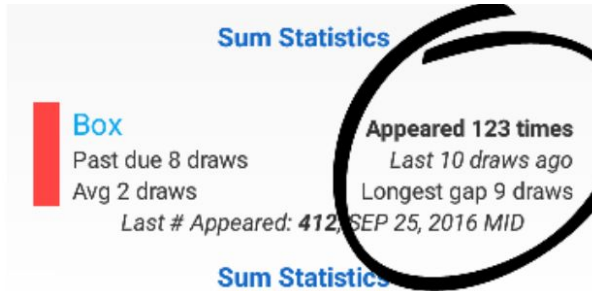 Sum Statistics
Box
Appeared 123 times
Past due 8 draws
Last 10 draws ago
Avg 2 draws
Longest gap 9 draws
Last # Appeared: 412, SEP 25, 2016 MID
Sum Statistics